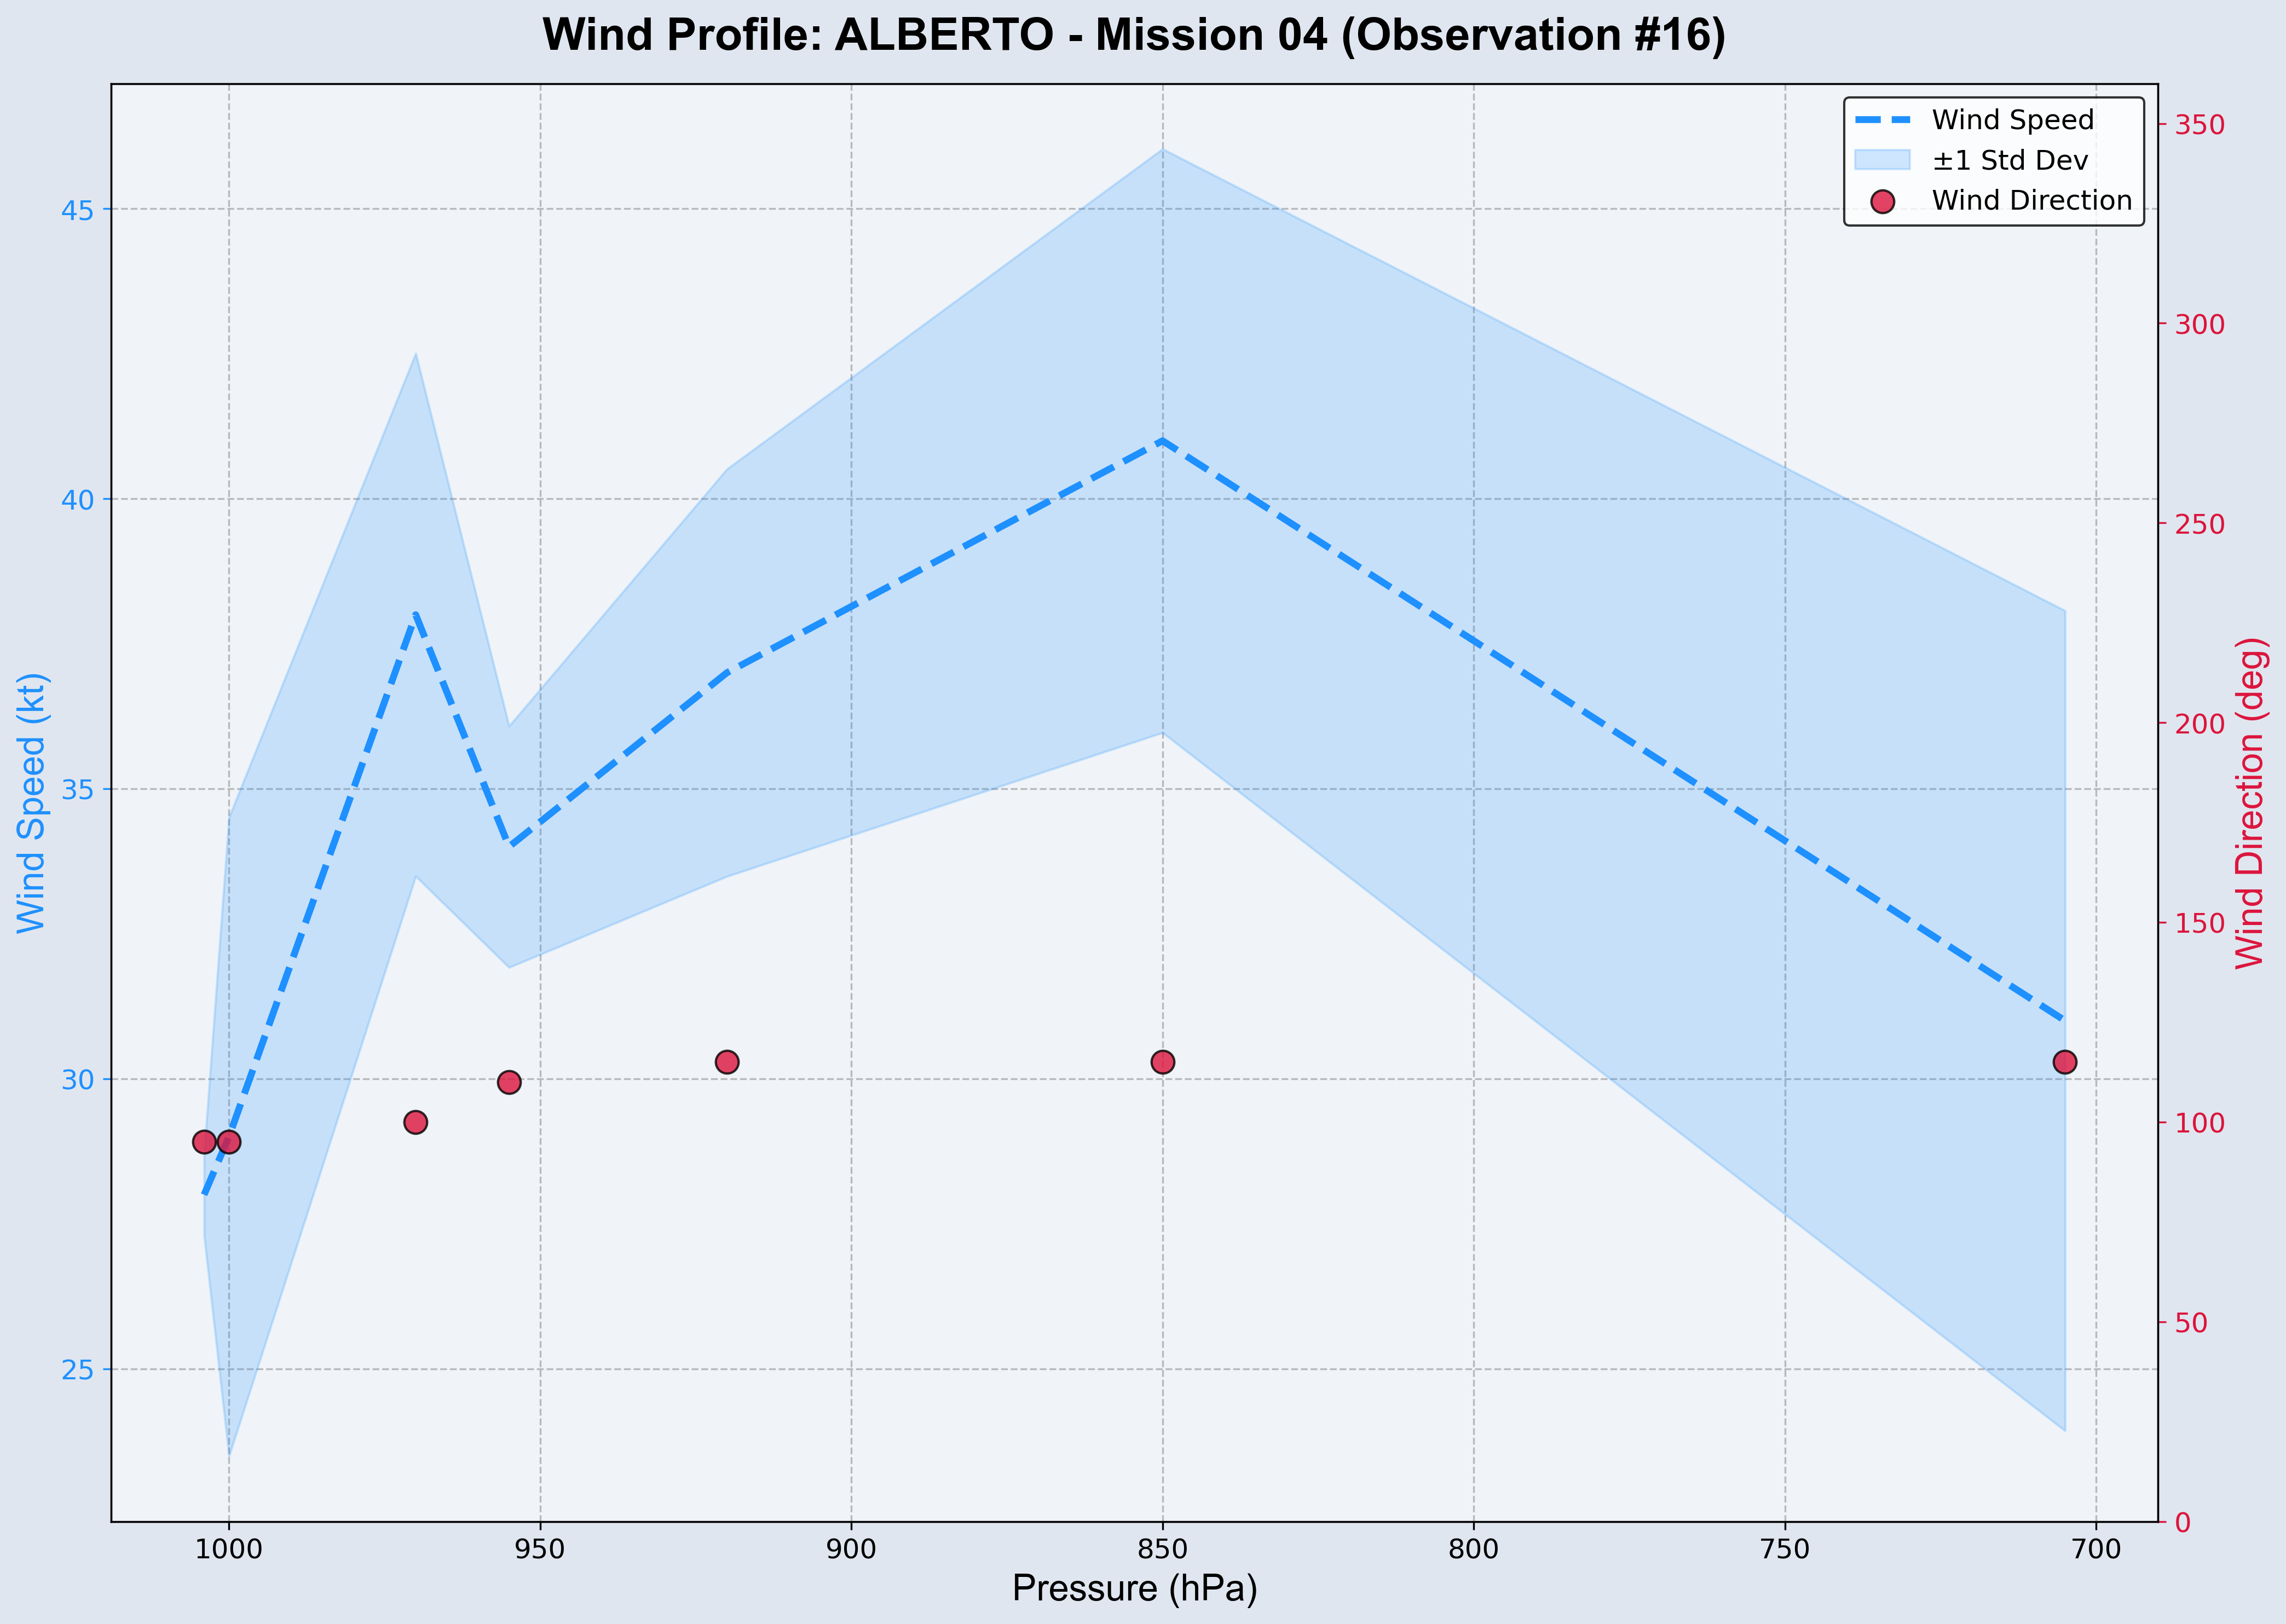 Wind Profile: ALBERTO - Mission 04 (Observation #16)
Wind Speed
±1 Std Dev
Wind Direction
45
40
35
30
25
Wind Speed (kt)
350
300
250
200
150
100
50
0
Wind Direction (deg)
1000 950 900 850 800 750 700
Pressure (hPa)